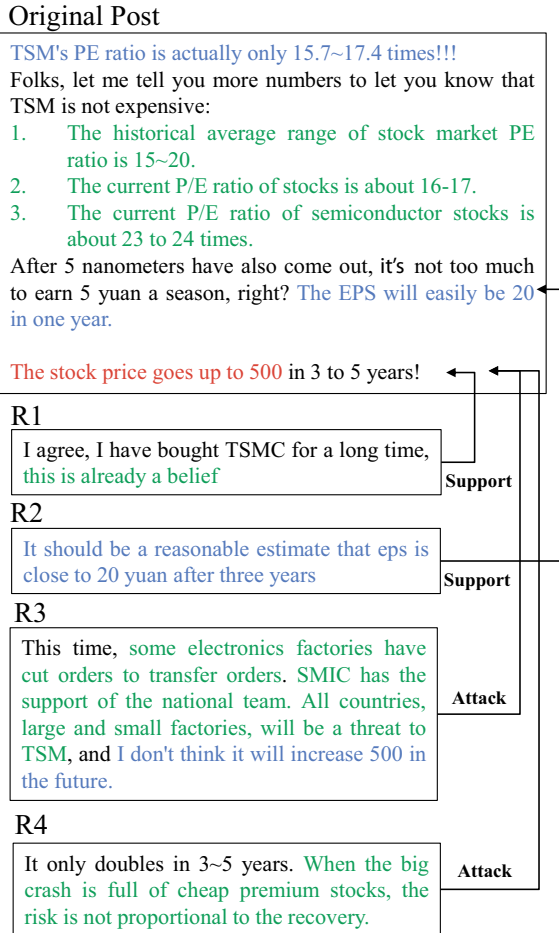 Original Post
TSM's PE ratio is actually only 15.7~17.4 times!!!
Folks, let me tell you more numbers to let you know that
TSM is not expensive:
1. The historical average range of stock market PE
ratio is 15~20.
2. The current P/E ratio of stocks is about 16-17.
3. The current P/E ratio of semiconductor stocks is
about 23 to 24 times.
After 5 nanometers have also come out, it's not too much
to earn 5 yuan a season, right? The EPS will easily be 20
in one year.
The stock price goes up to 500 in 3 to 5 years!
R1
I agree, I have bought TSMC for a long time,
this is already a belief
Support
R2
It should be a reasonable estimate that eps is
close to 20 yuan after three years
Support
R3
This time, some electronics factories have
cut orders to transfer orders. SMIC has the
support of the national team. All countries,
large and small factories, will be a threat to
TSM, and I don't think it will increase 500 in
the future.
Attack
R4
It only doubles in 3~5 years. When the big
crash is full of cheap premium stocks, the
risk is not proportional to the recovery.
Attack